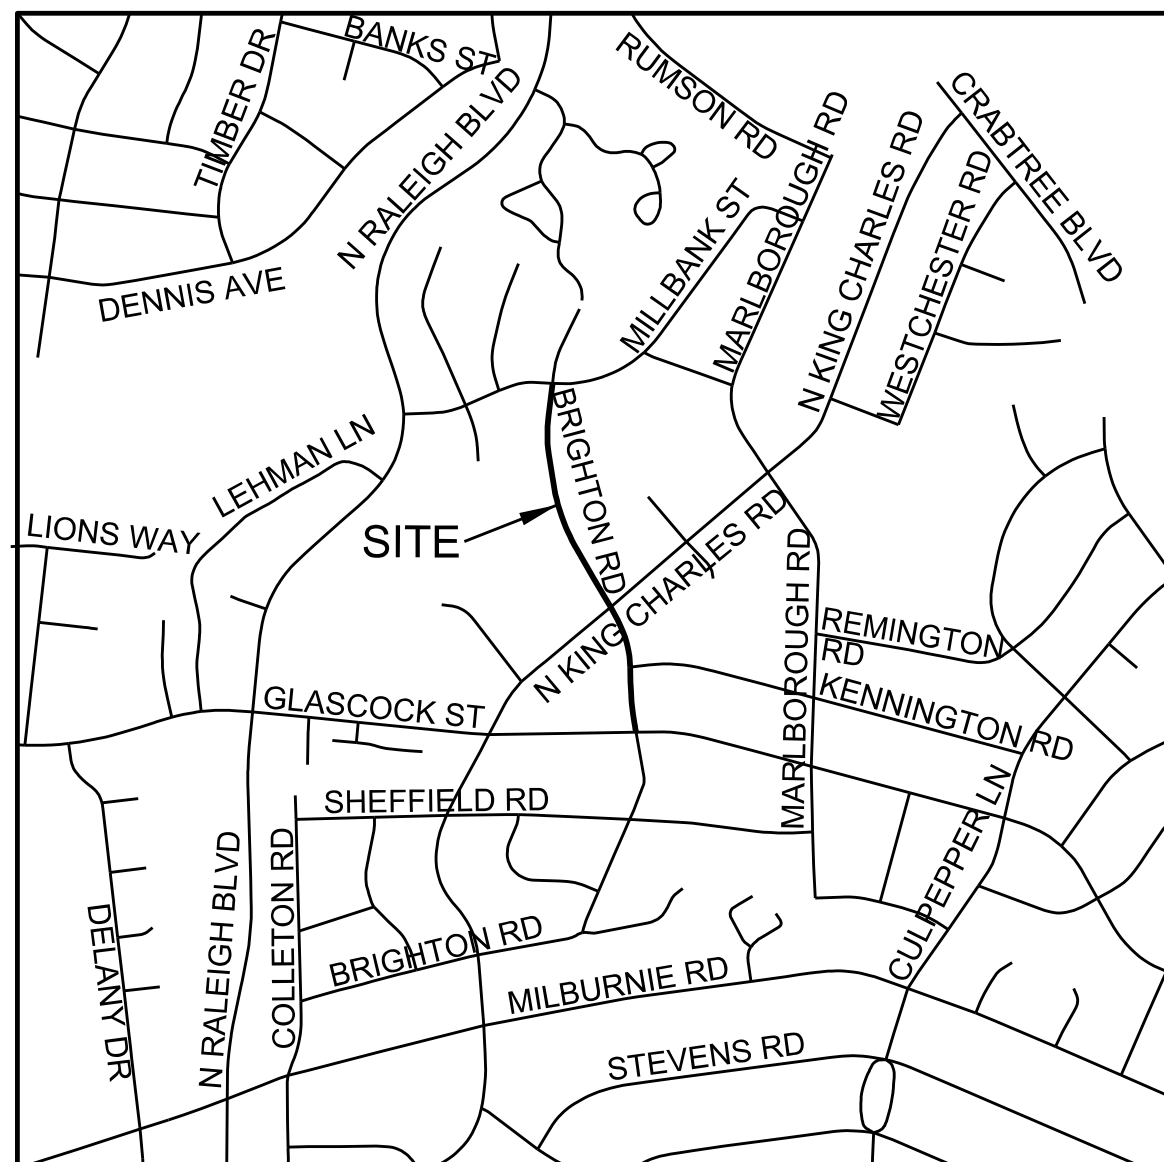 BANKS ST
TIMBER DR
N RALEIGH BLVD
RUMSON RD
MARLBOROUGH RD
N KING CHARLES RD
CRABTREE BLVD
WESTCHESTER RD
MILLBANK ST
DENNIS AVE
LEHMAN LN
BRIGHTON RD
LIONS WAY
SITE
N KING CHARLES RD
MARLBOROUGH RD
REMINGTON
RD
KENNINGTON RD
GLASCOCK ST
SHEFFIELD RD
CULPEPPER LN
N RALEIGH BLVD
COLLETON RD
DELANY DR
BRIGHTON RD
MILBURNIE RD
STEVENS RD